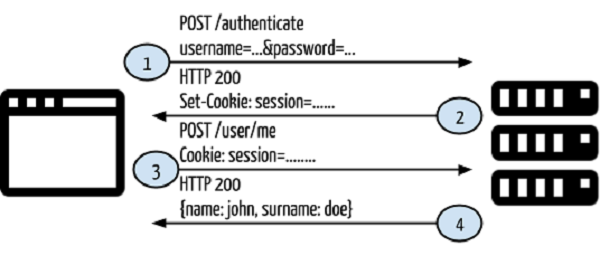 POST /authenticate
username=...&password=...
1
HTTP 200
Set-Cookie: session=......
2
POST /user/me
Cookie: session=........
3
HTTP 200
{name: john, surname: doe}
4